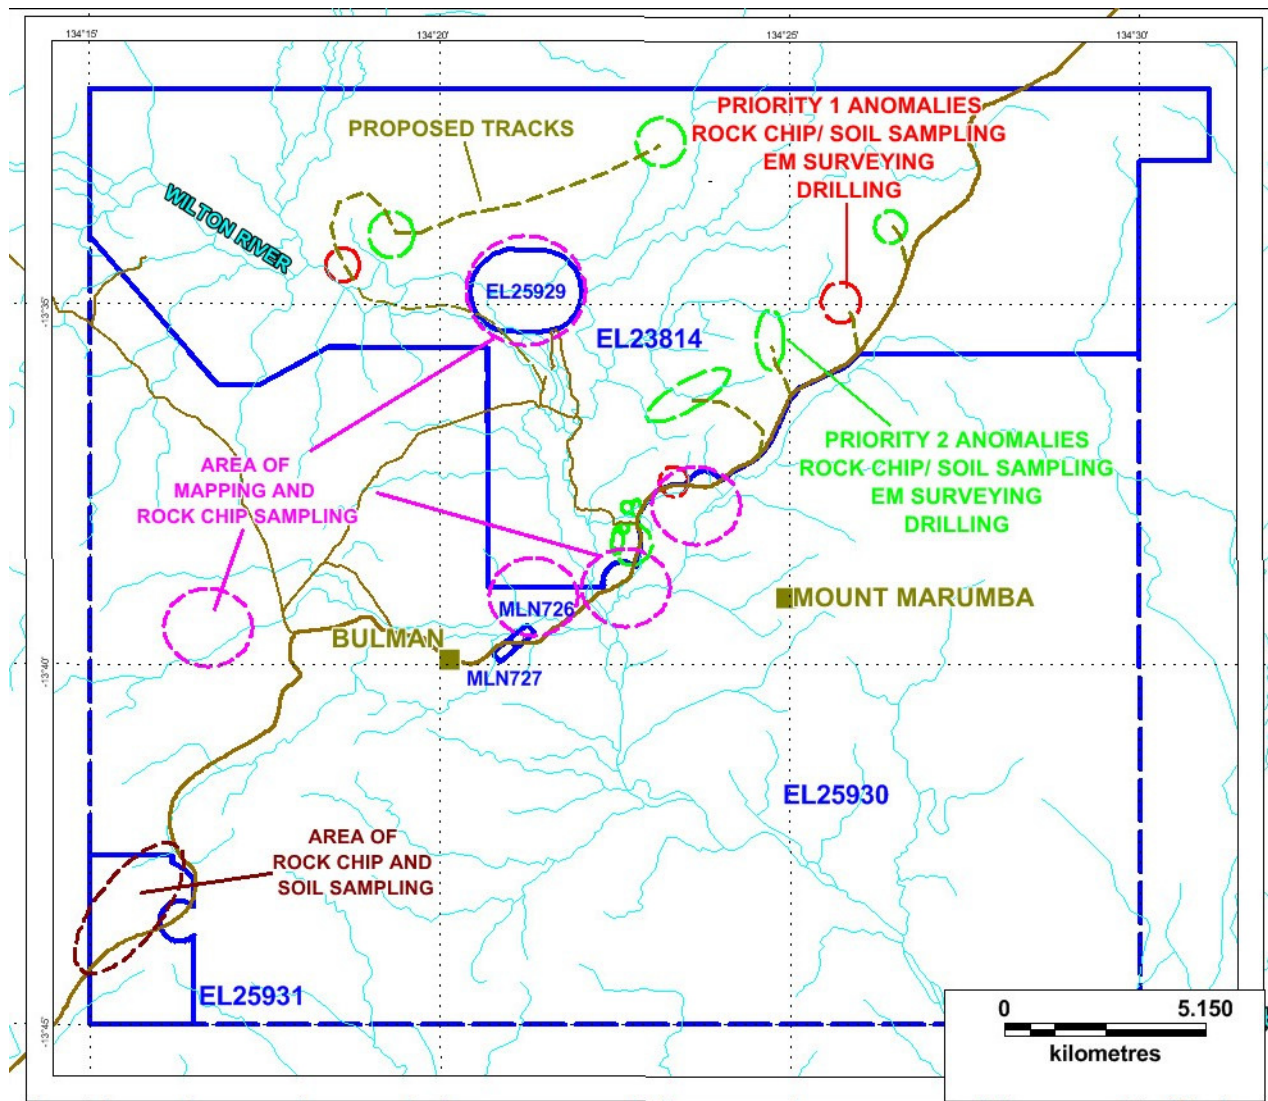 134°15'
134°20'
134°25'
134°30'
PRIORITY 1 ANOMALIES
ROCK CHIP/ SOIL SAMPLING
EM SURVEYING
DRILLING
PROPOSED TRACKS
WILTON RIVER
EL25929
-13°35'
EL23814
PRIORITY 2 ANOMALIES
ROCK CHIP/ SOIL SAMPLING
EM SURVEYING
DRILLING
AREA OF
MAPPING AND
ROCK CHIP SAMPLING
MLN726
MOUNT MARUMBA
BULMAN
MLN727
-13°40'
EL25930
AREA OF
ROCK CHIP AND
SOIL SAMPLING
EL25931
-13°45'
0 5.150
kilometres